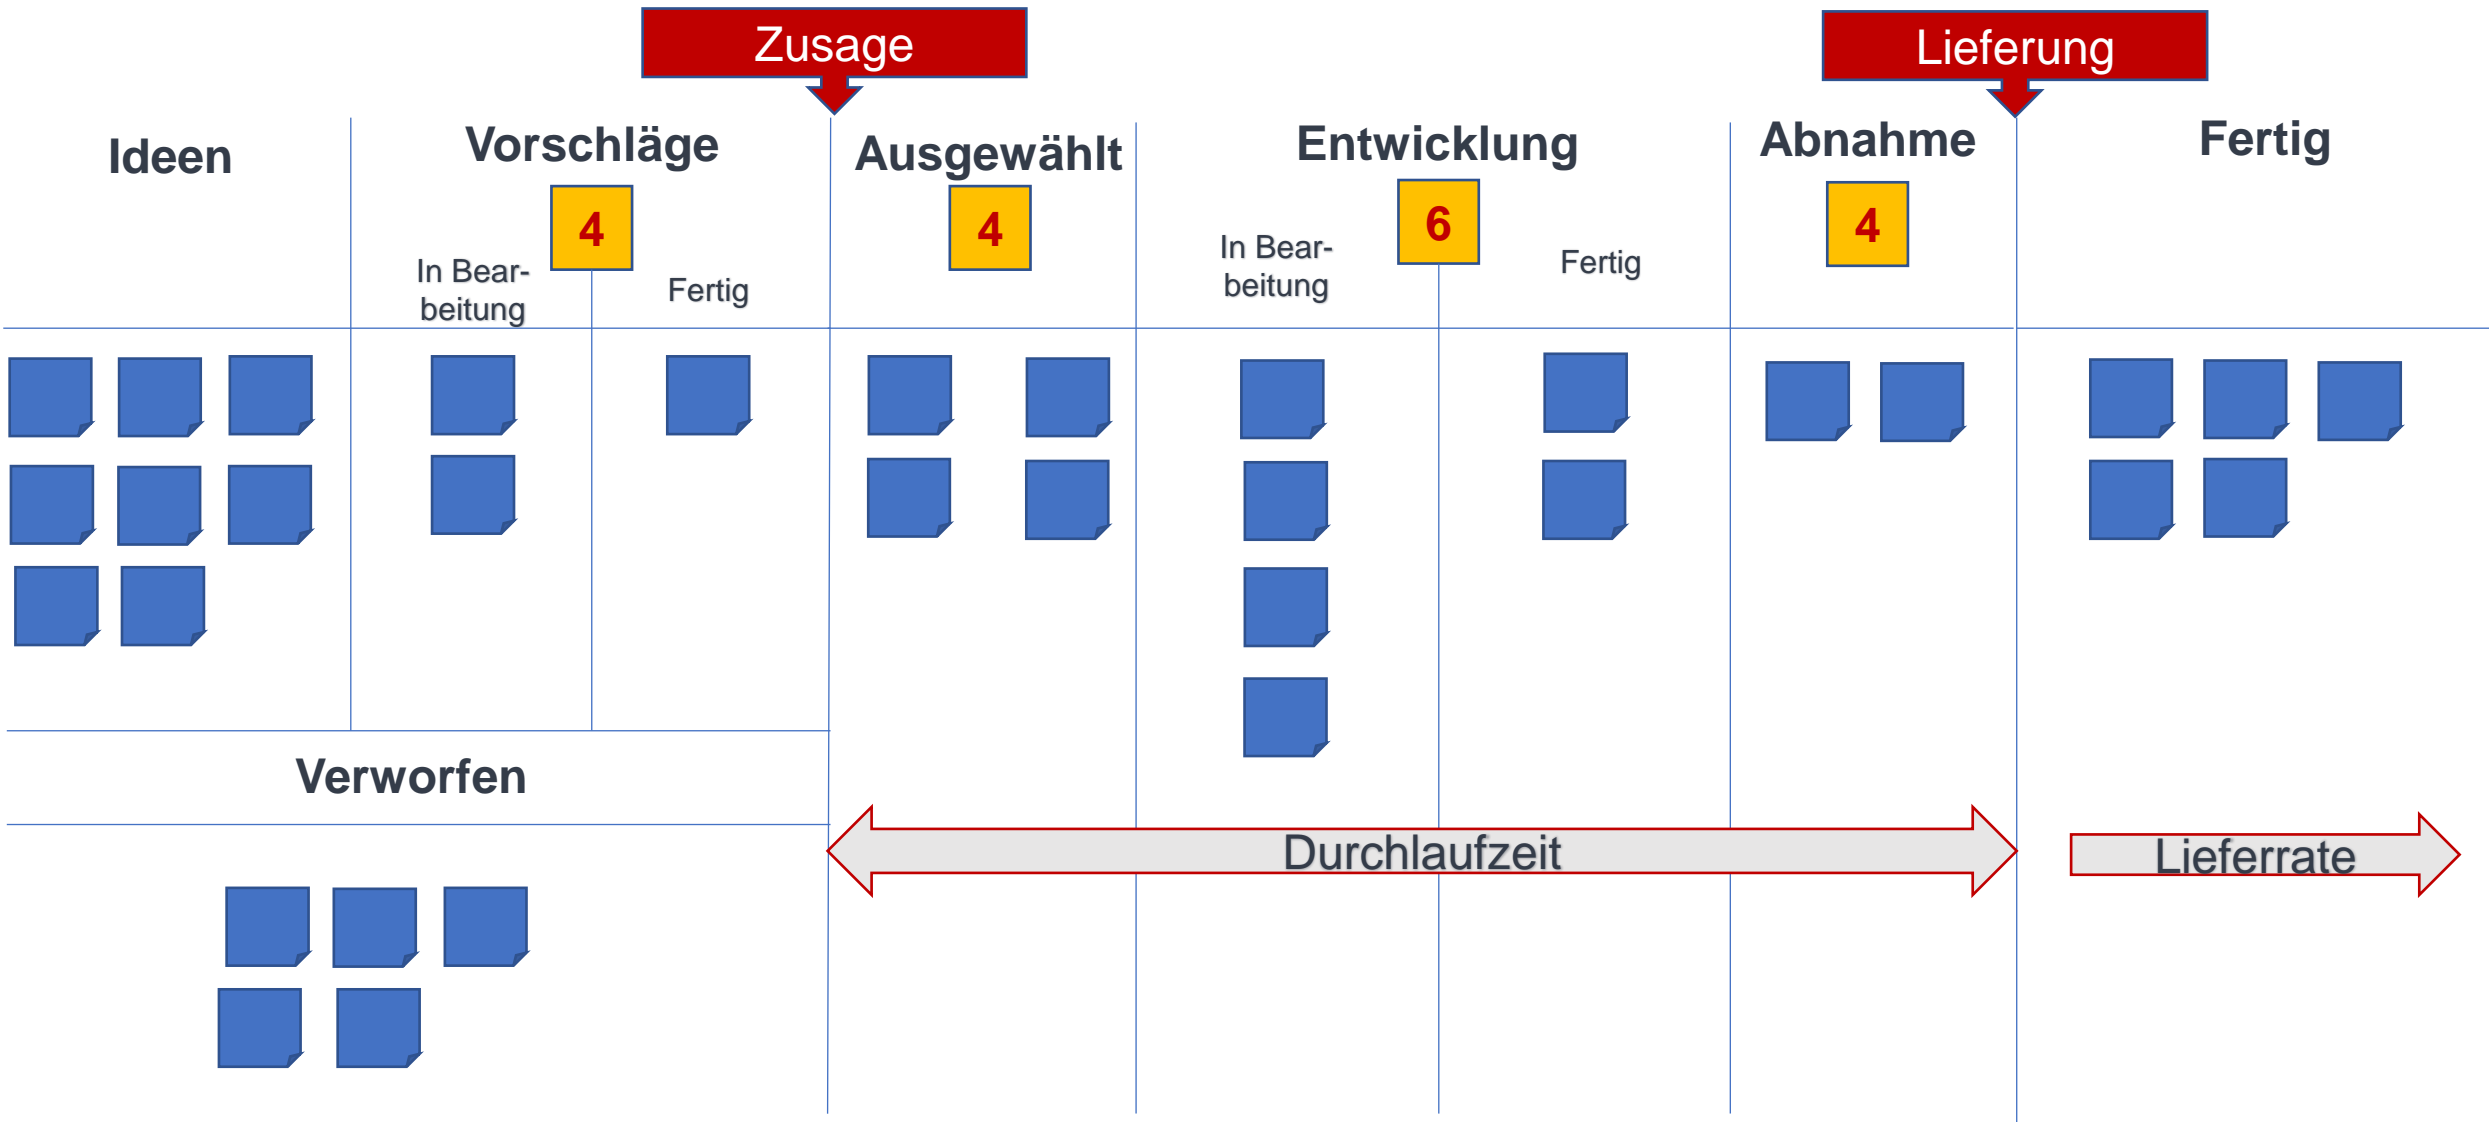 Zusage
Lieferung
Ideen
Vorschläge
Ausgewählt
Entwicklung
Abnahme
Fertig
4
4
6
4
In Bear-
beitung
Fertig
In Bear-
beitung
Fertig
Verworfen
Durchlaufzeit
Lieferrate